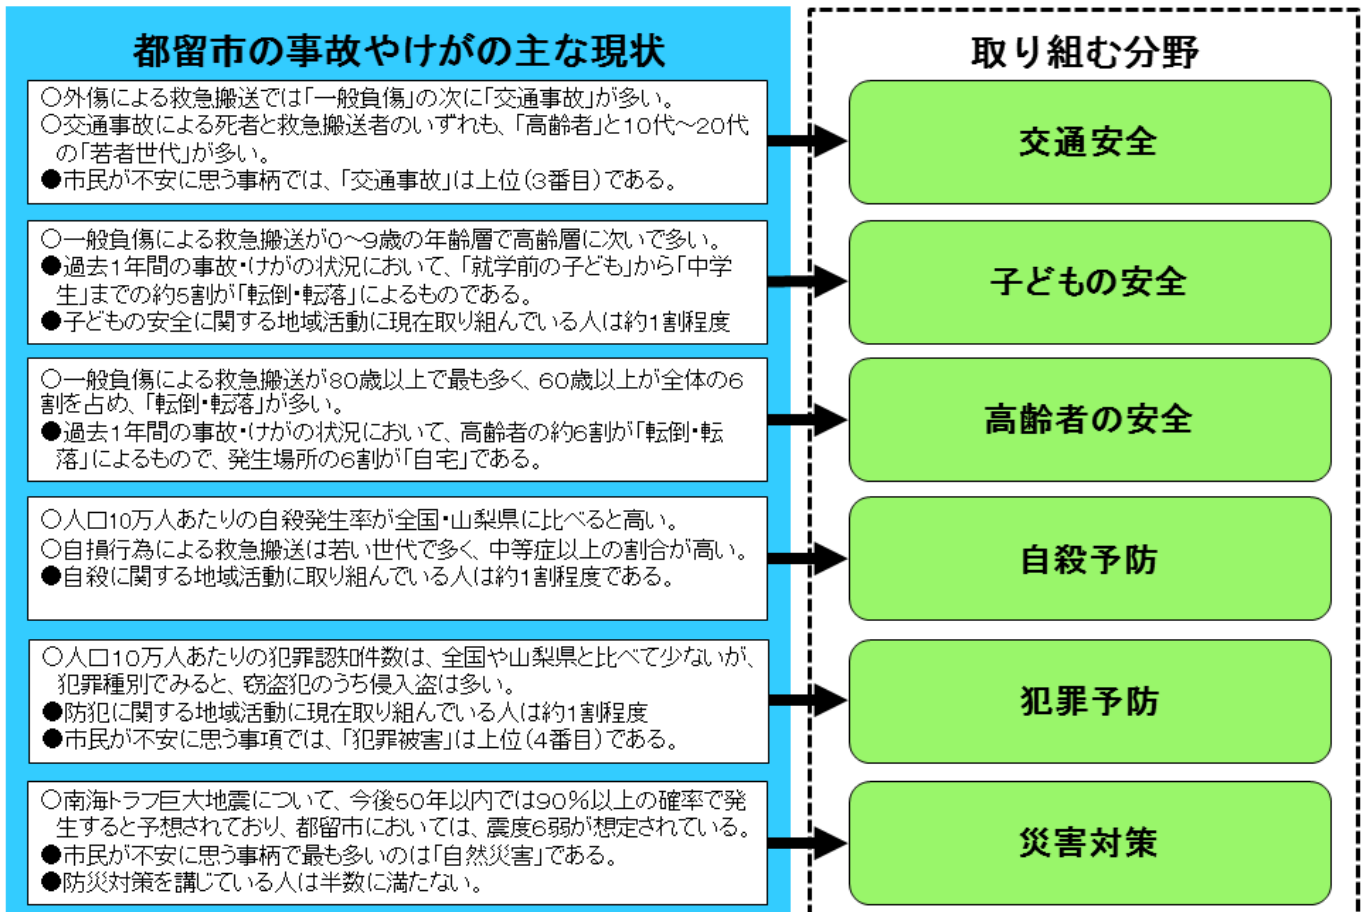 都留市の事故やけがの主な現状
取り組む分野
○外傷による救急搬送では「一般負傷」の次に「交通事故」が多い。
○交通事故による死者と救急搬送者のいずれも、「高齢者」と10代～20代
の「若者世代」が多い。
●市民が不安に思う事柄では、「交通事故」は上位(3番目)である。
交通安全
○一般負傷による救急搬送が0～9歳の年齢層で高齢層に次いで多い。
●過去1年間の事故・けがの状況において、「就学前の子ども」から「中学
生」までの約5割が「転倒・転落」によるものである。
●子どもの安全に関する地域活動に現在取り組んでいる人は約1割程度
子どもの安全
○一般負傷による救急搬送が80歳以上で最も多く、60歳以上が全体の6
割を占め、「転倒・転落」が多い。
●過去1年間の事故・けがの状況において、高齢者の約6割が「転倒・転
落」によるもので、発生場所の6割が「自宅」である。
高齢者の安全
○人口10万人あたりの自殺発生率が全国・山梨県に比べると高い。
○自損行為による救急搬送は若い世代で多く、中等症以上の割合が高い。
●自殺に関する地域活動に取り組んでいる人は約1割程度である。
自殺予防
○人口10万人あたりの犯罪認知件数は、全国や山梨県と比べて少ないが、
犯罪種別でみると、窃盗犯のうち侵入盗は多い。
●防犯に関する地域活動に現在取り組んでいる人は約1割程度
●市民が不安に思う事項では、「犯罪被害」は上位(4番目)である。
犯罪予防
○南海トラフ巨大地震について、今後50年以内では90％以上の確率で発
生すると予想されており、都留市においては、震度6弱が想定されている。
●市民が不安に思う事柄で最も多いのは「自然災害」である。
●防災対策を講じている人は半数に満たない。
災害対策